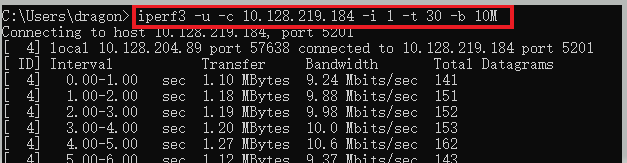 C:\Users\dragon> iperf3 -u -c 10.128.219.184 -i 1 -t 30 -b 10M
Connecting to host 10.128.219.184, port 5201
[  4] local 10.128.204.89 port 57638 connected to 10.128.219.184 port 5201
[ ID] Interval           Transfer     Bandwidth       Total Datagrams
[  4]   0.00-1.00   sec  1.10 MBytes  9.24 Mbits/sec  141
[  4]   1.00-2.00   sec  1.18 MBytes  9.88 Mbits/sec  151
[  4]   2.00-3.00   sec  1.19 MBytes  9.98 Mbits/sec  152
[  4]   3.00-4.00   sec  1.20 MBytes  10.0 Mbits/sec  153
[  4]   4.00-5.00   sec  1.27 MBytes  10.6 Mbits/sec  162
[  4]   5.00-6.00   sec  1.12 MBytes  9.37 Mbits/sec  143